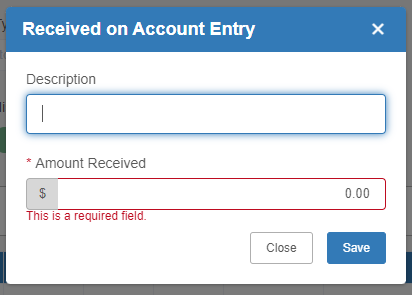 Received on Account Entry ×
Description
* Amount Received
$ 0.00
This is a required field.
Close Save